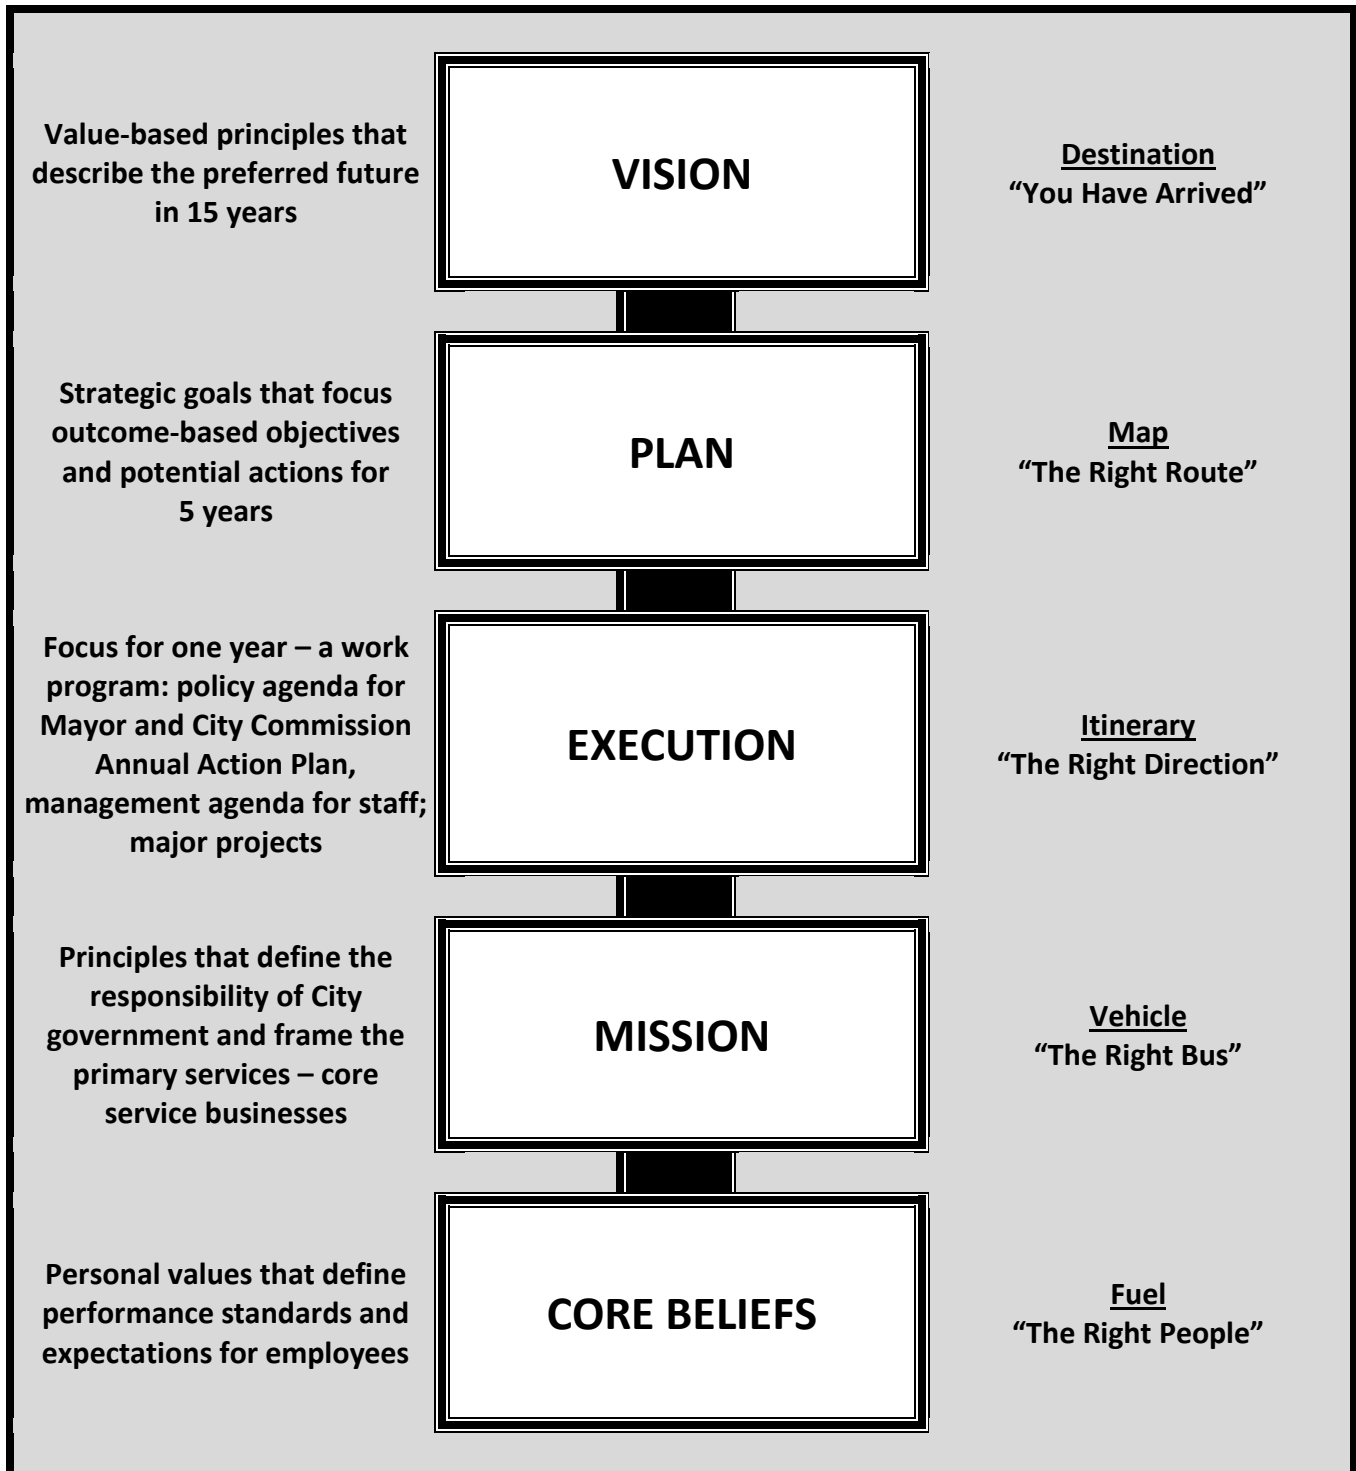 Value-based principles that
describe the preferred future
in 15 years
VISION
Destination
“You Have Arrived”
Strategic goals that focus
outcome-based objectives
and potential actions for
5 years
PLAN
Map
“The Right Route”
Focus for one year – a work
program: policy agenda for
Mayor and City Commission
Annual Action Plan,
management agenda for staff;
major projects
EXECUTION
Itinerary
“The Right Direction”
Principles that define the
responsibility of City
government and frame the
primary services – core
service businesses
MISSION
Vehicle
“The Right Bus”
Personal values that define
performance standards and
expectations for employees
CORE BELIEFS
Fuel
“The Right People”